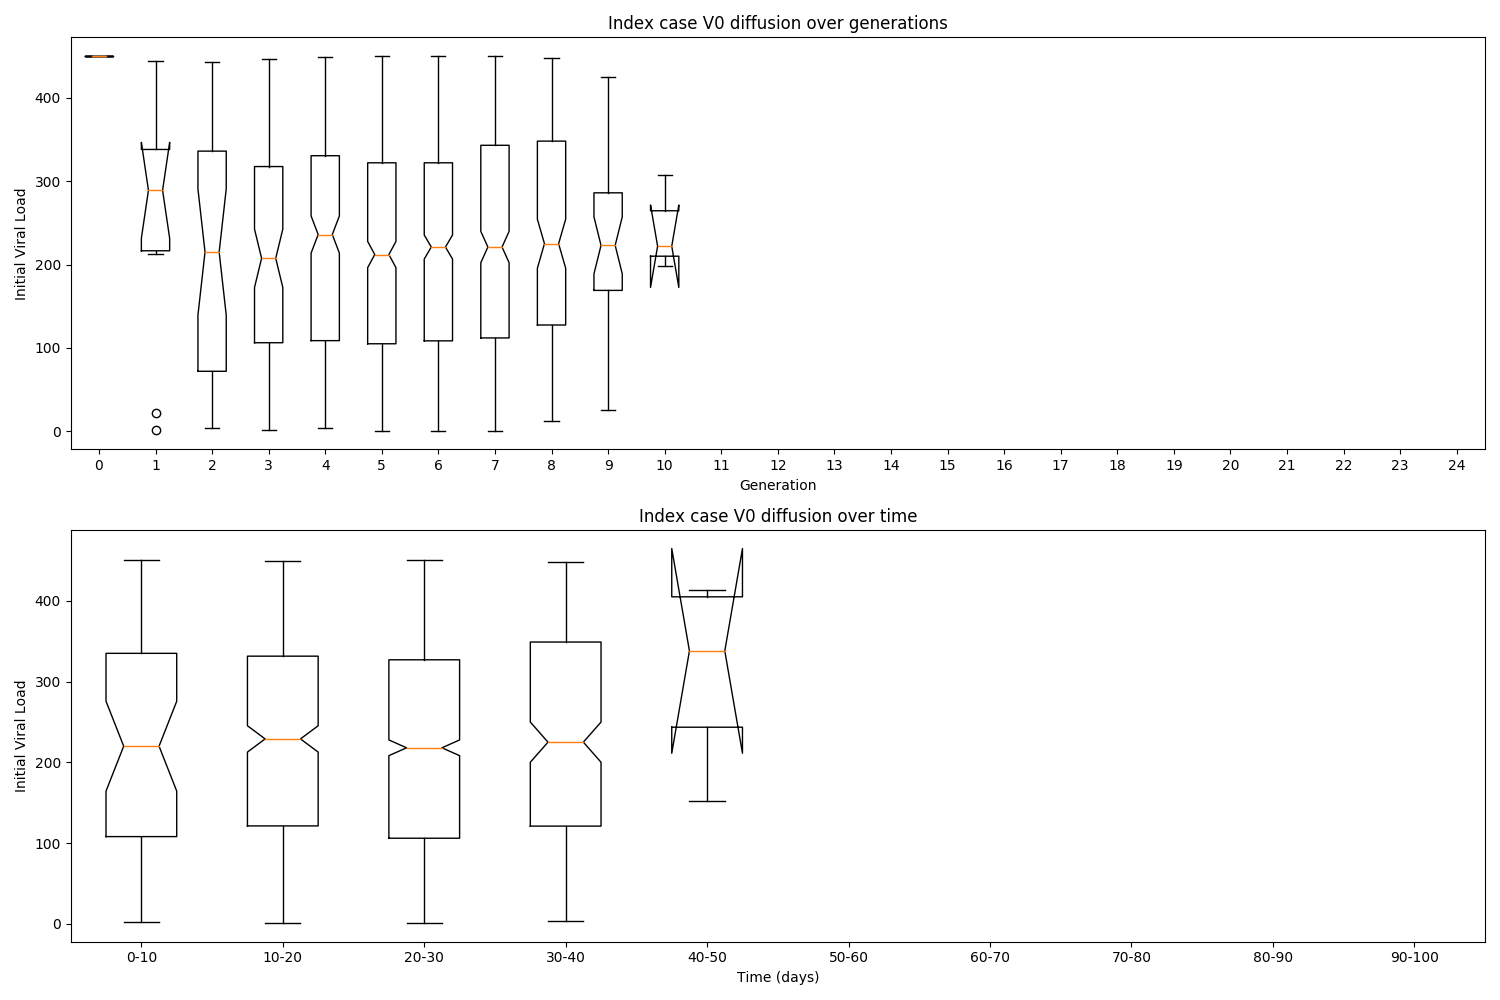 Index case V0 diffusion over generations
Initial Viral Load
400
300
200
100
0
0 1 2 3 4 5 6 7 8 9 10 11 12 13 14 15 16 17 18 19 20 21 22 23 24
Generation
Index case V0 diffusion over time
Initial Viral Load
400
300
200
100
0
0-10 10-20 20-30 30-40 40-50 50-60 60-70 70-80 80-90 90-100
Time (days)